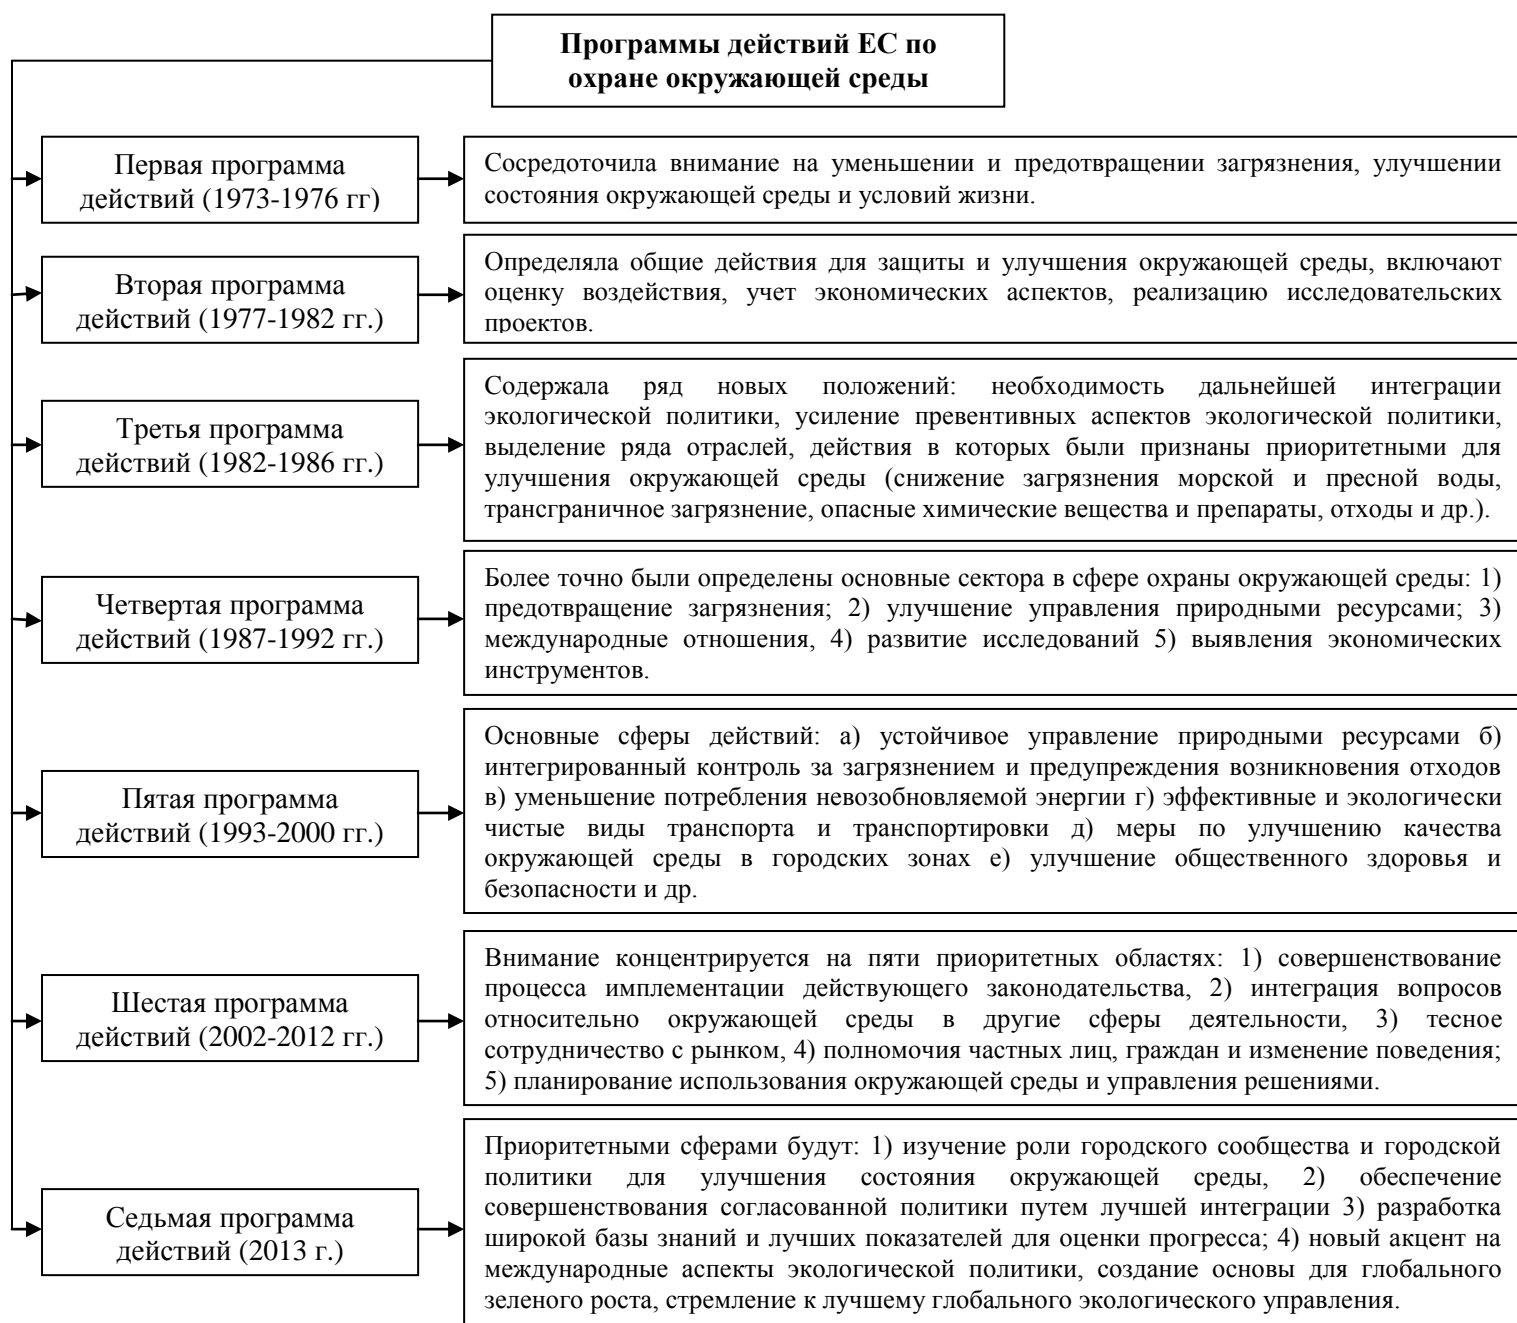 Программы действий ЕС по
охране окружающей среды
Первая программа
действий (1973-1976 гг)
Сосредоточила внимание на уменьшении и предотвращении загрязнения, улучшении
состояния окружающей среды и условий жизни.
Вторая программа
действий (1977-1982 гг.)
Определяла общие действия для защиты и улучшения окружающей среды, включают
оценку воздействия, учет экономических аспектов, реализацию исследовательских
проектов.
Третья программа
действий (1982-1986 гг.)
Содержала ряд новых положений: необходимость дальнейшей интеграции
экологической политики, усиление превентивных аспектов экологической политики,
выделение ряда отраслей, действия в которых были признаны приоритетными для
улучшения окружающей среды (снижение загрязнения морской и пресной воды,
трансграничное загрязнение, опасные химические вещества и препараты, отходы и др.).
Четвертая программа
действий (1987-1992 гг.)
Более точно были определены основные сектора в сфере охраны окружающей среды: 1)
предотвращение загрязнения; 2) улучшение управления природными ресурсами; 3)
международные отношения, 4) развитие исследований 5) выявления экономических
инструментов.
Пятая программа
действий (1993-2000 гг.)
Основные сферы действий: а) устойчивое управление природными ресурсами б)
интегрированный контроль за загрязнением и предупреждения возникновения отходов
в) уменьшение потребления невозобновляемой энергии г) эффективные и экологически
чистые виды транспорта и транспортировки д) меры по улучшению качества
окружающей среды в городских зонах е) улучшение общественного здоровья и
безопасности и др.
Шестая программа
действий (2002-2012 гг.)
Внимание концентрируется на пяти приоритетных областях: 1) совершенствование
процесса имплементации действующего законодательства, 2) интеграция вопросов
относительно окружающей среды в другие сферы деятельности, 3) тесное
сотрудничество с рынком, 4) полномочия частных лиц, граждан и изменение поведения;
5) планирование использования окружающей среды и управления решениями.
Седьмая программа
действий (2013 г.)
Приоритетными сферами будут: 1) изучение роли городского сообщества и городской
политики для улучшения состояния окружающей среды, 2) обеспечение
совершенствования согласованной политики путем лучшей интеграции 3) разработка
широкой базы знаний и лучших показателей для оценки прогресса; 4) новый акцент на
международные аспекты экологической политики, создание основы для глобального
зеленого роста, стремление к лучшему глобального экологического управления.